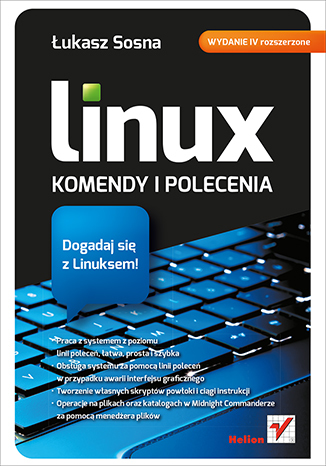 Łukasz Sosna
WYDANIE IV rozszerzone
linux
KOMENDY I POLECENIA
Dogadaj się
z Linuksem!
• Praca z systemem z poziomu
linii poleceń, łatwa, prosta i szybka
• Obsługa systemu za pomocą linii poleceń
w przypadku awarii interfejsu graficznego
• Tworzenie własnych skryptów powłoki i ciągi instrukcji
• Operacje na plikach oraz katalogach w Midnight Commanderze
za pomocą menedżera plików
Helion